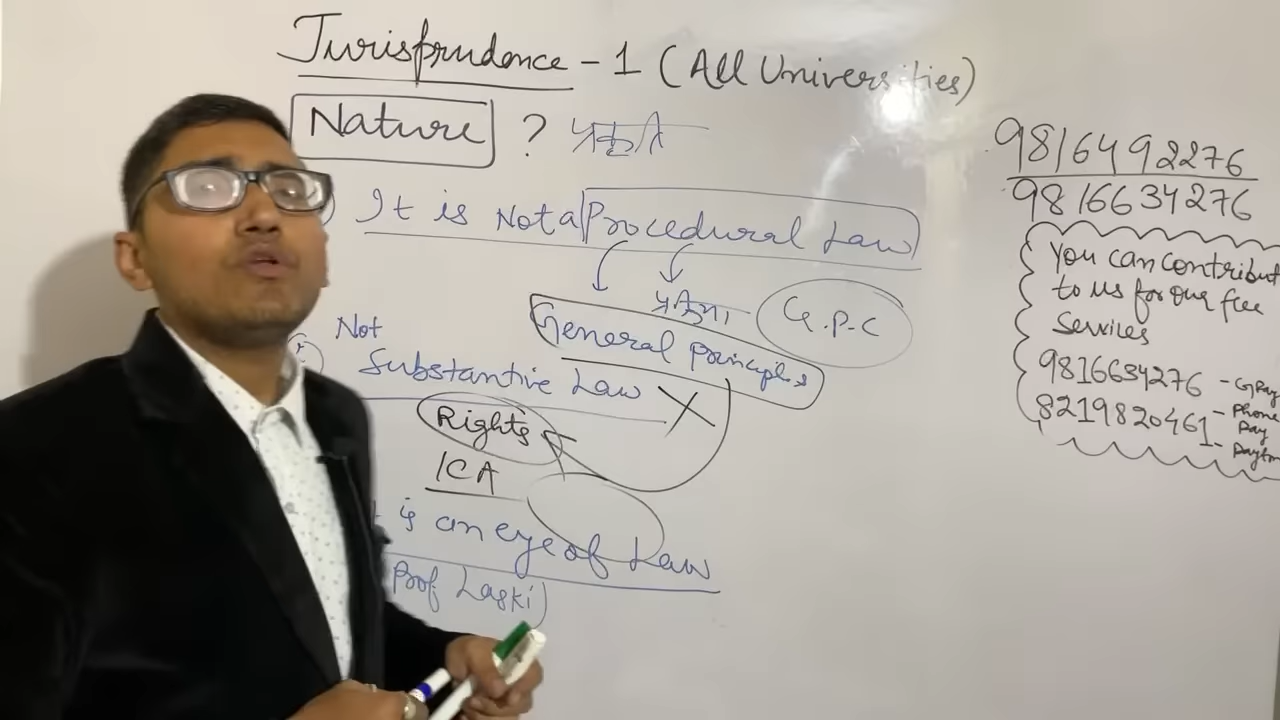 Jurisprudence - 1 (All Universities)
Nature ? प्रकृति
It is Not a Procedural Law
प्रक्रिया C.P.C
General principles
Not
Substantive Law X
Rights
ICA
is an eye of Law
Prof Laski)
9816492276
9816634276
You can contribut
to us for our free
Services
9816634276 - GPay
8219820461 - Phone
Pay
- Paytm